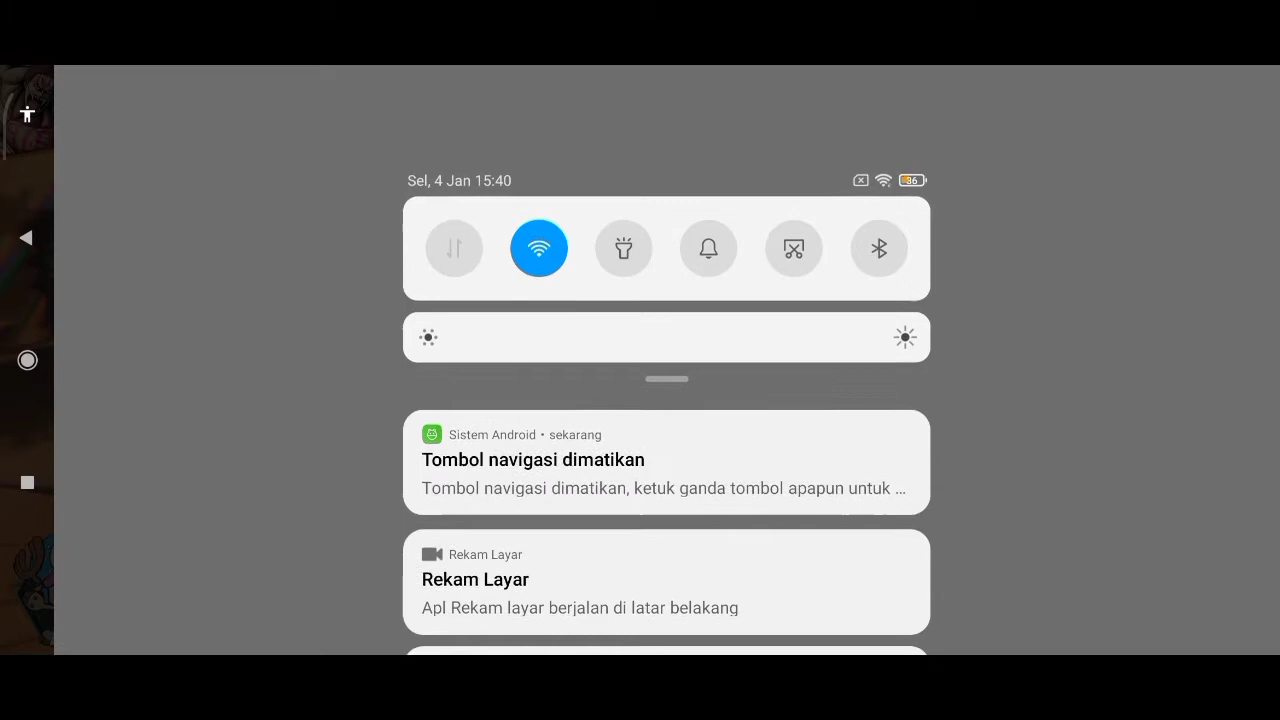 Sel, 4 Jan 15:40
86
Sistem Android • sekarang
Tombol navigasi dimatikan
Tombol navigasi dimatikan, ketuk ganda tombol apapun untuk ...
Rekam Layar
Rekam Layar
Apl Rekam layar berjalan di latar belakang